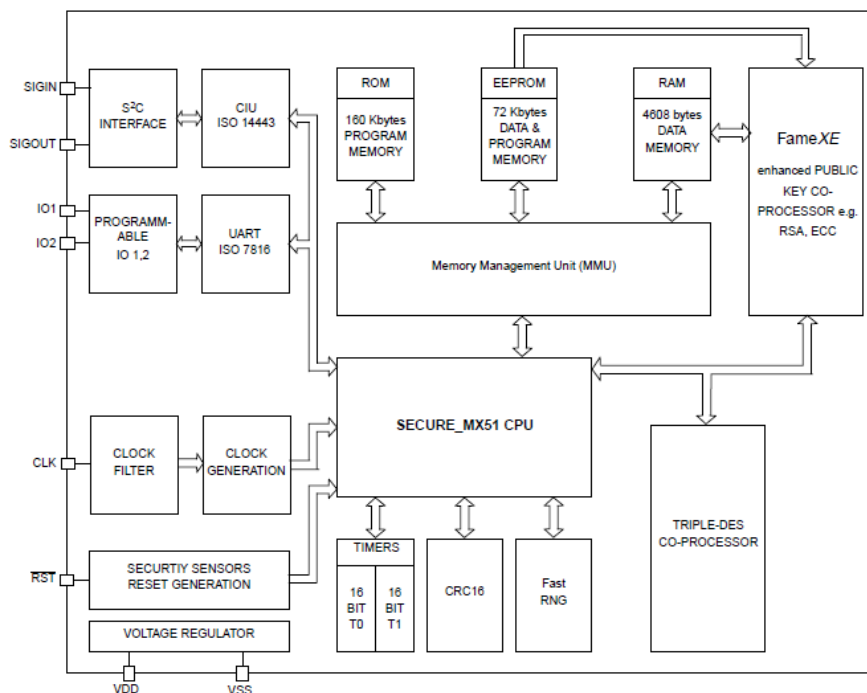 SIGIN
SIGOUT
S²C
INTERFACE
CIU
ISO 14443
IO1
IO2
PROGRAMM-
ABLE
IO 1,2
UART
ISO 7816
ROM
160 Kbytes
PROGRAM
MEMORY
EEPROM
72 Kbytes
DATA &
PROGRAM
MEMORY
RAM
4608 bytes
DATA
MEMORY
FameXE
enhanced PUBLIC
KEY CO-
PROCESSOR e.g.
RSA, ECC
Memory Management Unit (MMU)
SECURE_MX51 CPU
CLK
CLOCK
FILTER
CLOCK
GENERATION
TRIPLE-DES
CO-PROCESSOR
RST
SECURTIY SENSORS
RESET GENERATION
TIMERS
16
BIT
T0
16
BIT
T1
CRC16
Fast
RNG
VOLTAGE REGULATOR
VDD
VSS